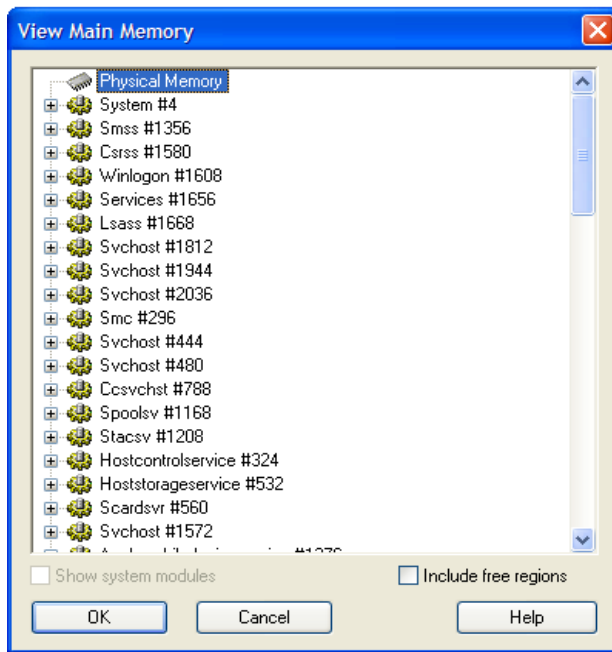 View Main Memory
Physical Memory
System #4
Smss #1356
Csrss #1580
Winlogon #1608
Services #1656
Lsass #1668
Svchost #1812
Svchost #1944
Svchost #2036
Smc #296
Svchost #444
Svchost #480
Ccsvchst #788
Spoolsv #1168
Stacsv #1208
Hostcontrolservice #324
Hoststorageservice #532
Scardsvr #560
Svchost #1572
Show system modules
Include free regions
OK
Cancel
Help